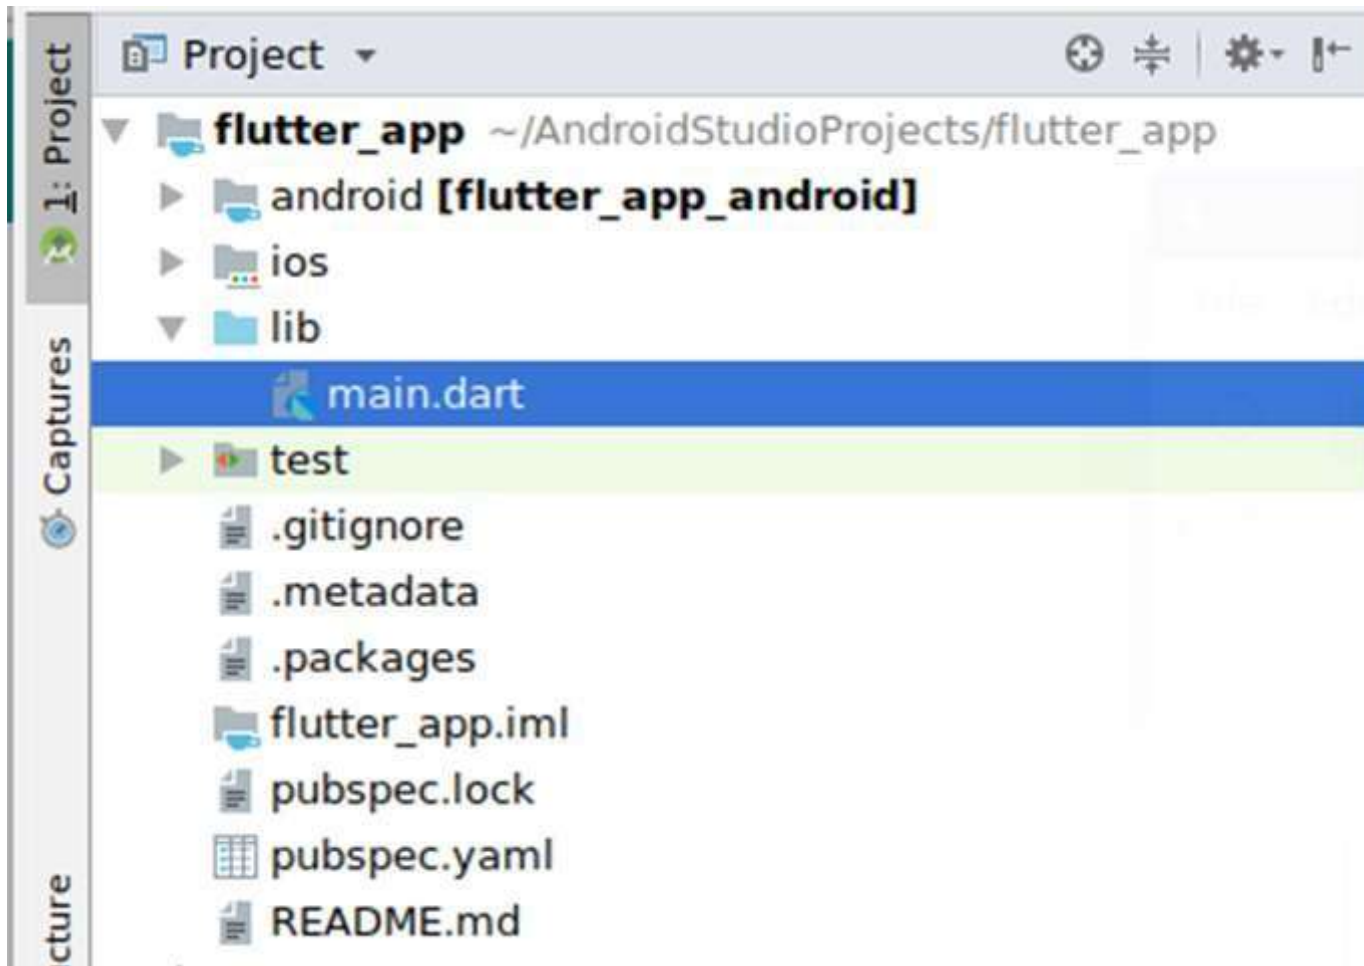 Project
1: Project
flutter_app ~/AndroidStudioProjects/flutter_app
android [flutter_app_android]
ios
lib
Captures
main.dart
test
.gitignore
.metadata
.packages
flutter_app.iml
pubspec.lock
pubspec.yaml
README.md
cture